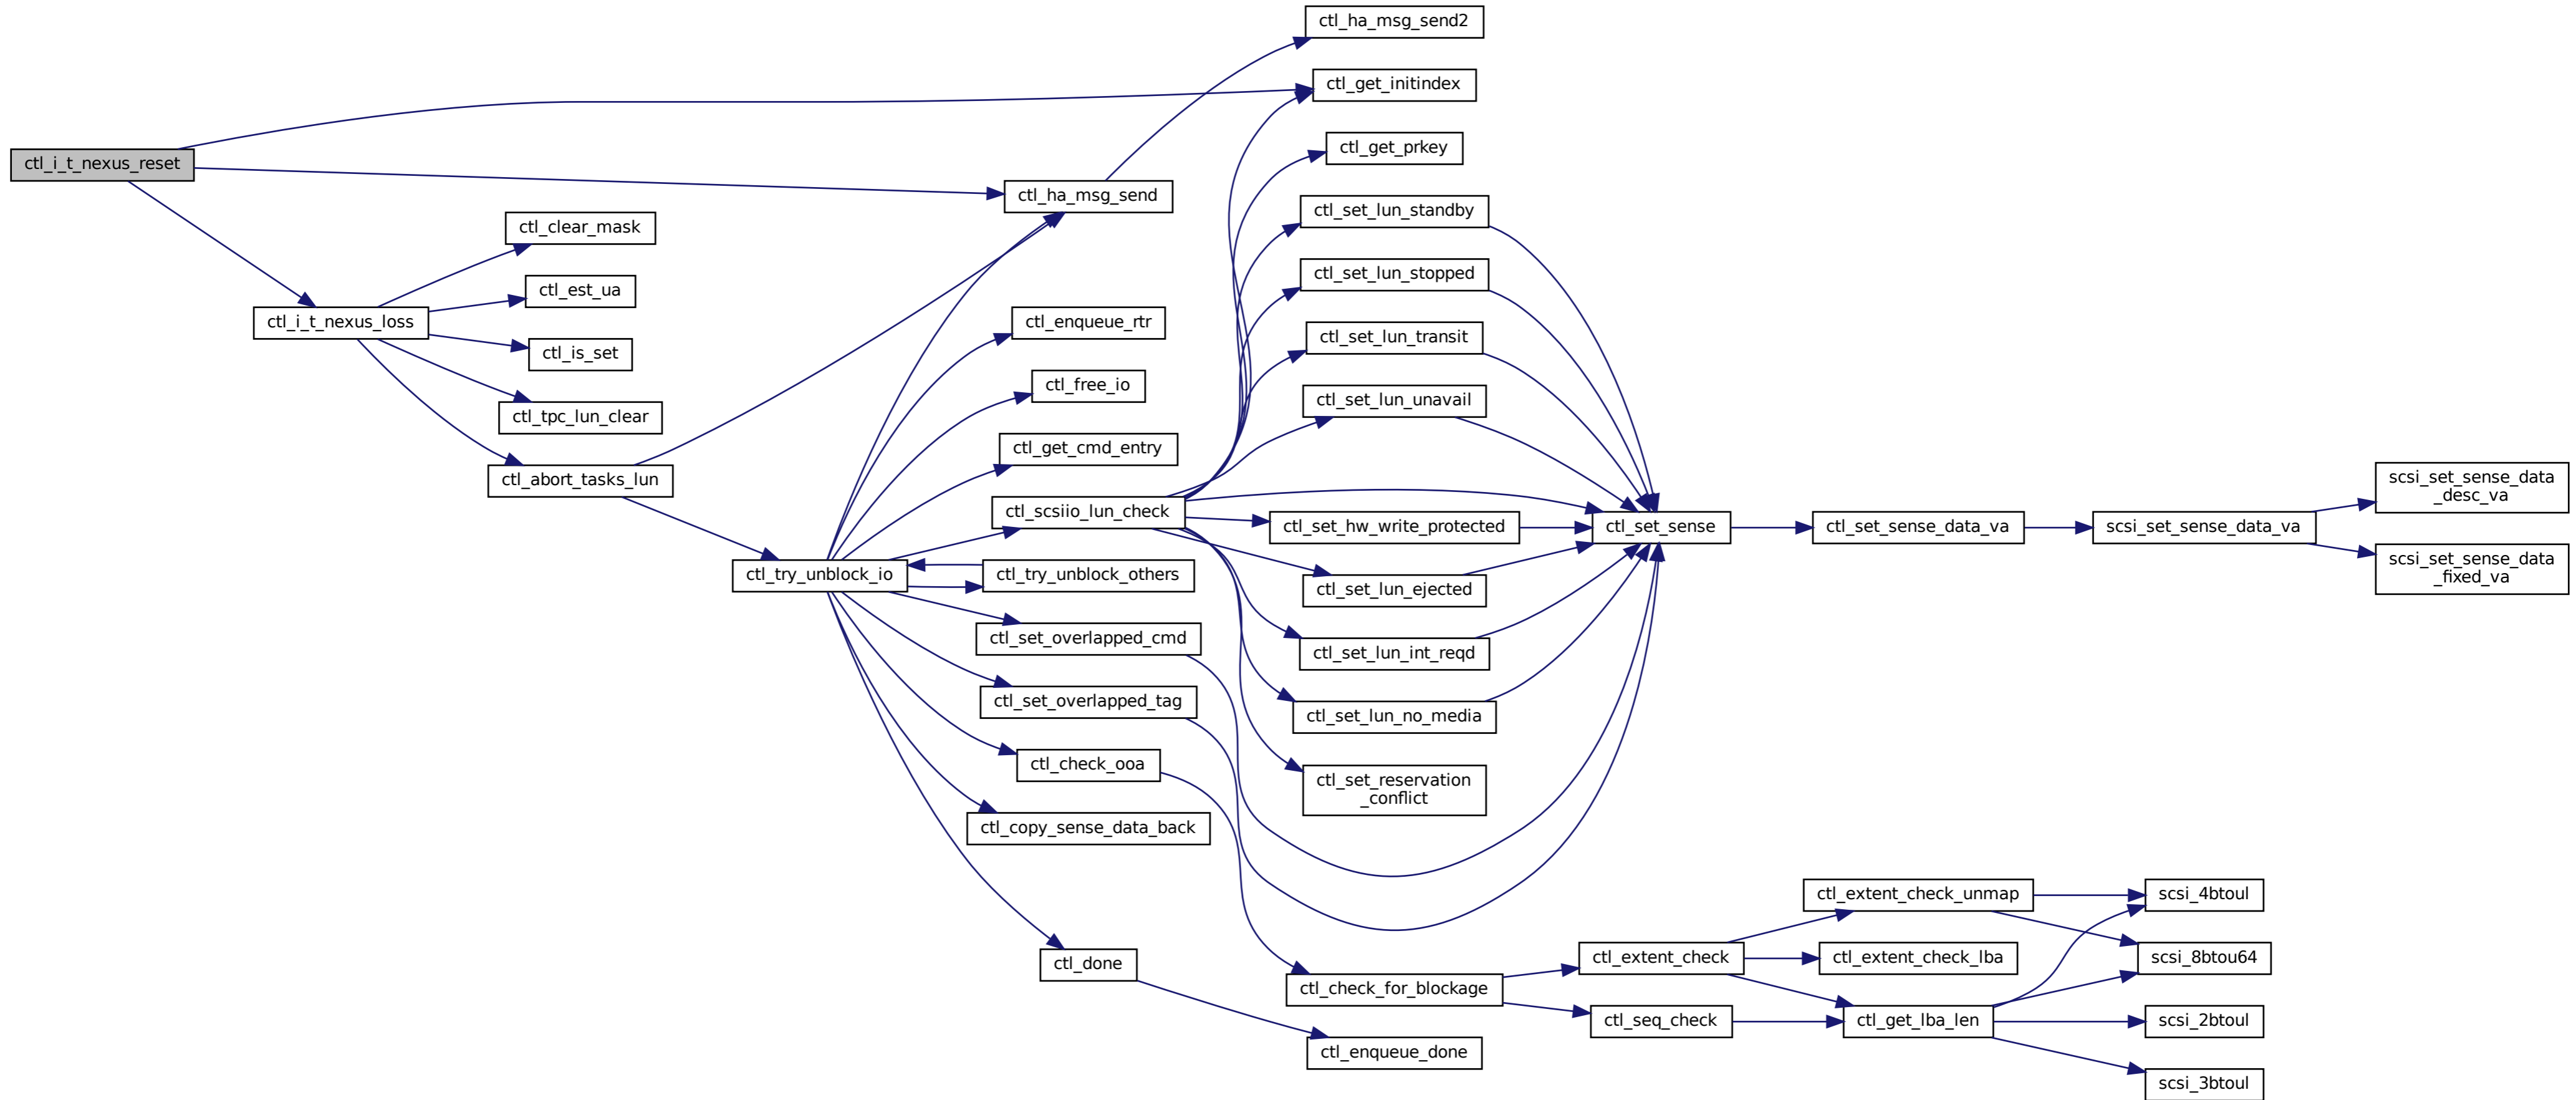 ctl_i_t_nexus_reset
ctl_i_t_nexus_loss
ctl_clear_mask
ctl_est_ua
ctl_is_set
ctl_tpc_lun_clear
ctl_abort_tasks_lun
ctl_try_unblock_io
ctl_ha_msg_send
ctl_enqueue_rtr
ctl_free_io
ctl_get_cmd_entry
ctl_scsiio_lun_check
ctl_try_unblock_others
ctl_set_overlapped_cmd
ctl_set_overlapped_tag
ctl_check_ooa
ctl_copy_sense_data_back
ctl_done
ctl_ha_msg_send2
ctl_get_initindex
ctl_get_prkey
ctl_set_lun_standby
ctl_set_lun_stopped
ctl_set_lun_transit
ctl_set_lun_unavail
ctl_set_hw_write_protected
ctl_set_lun_ejected
ctl_set_lun_int_reqd
ctl_set_lun_no_media
ctl_set_reservation
_conflict
ctl_check_for_blockage
ctl_enqueue_done
ctl_set_sense
ctl_extent_check
ctl_seq_check
ctl_set_sense_data_va
ctl_extent_check_unmap
ctl_extent_check_lba
ctl_get_lba_len
scsi_set_sense_data_va
scsi_4btoul
scsi_8btou64
scsi_2btoul
scsi_3btoul
scsi_set_sense_data
_desc_va
scsi_set_sense_data
_fixed_va